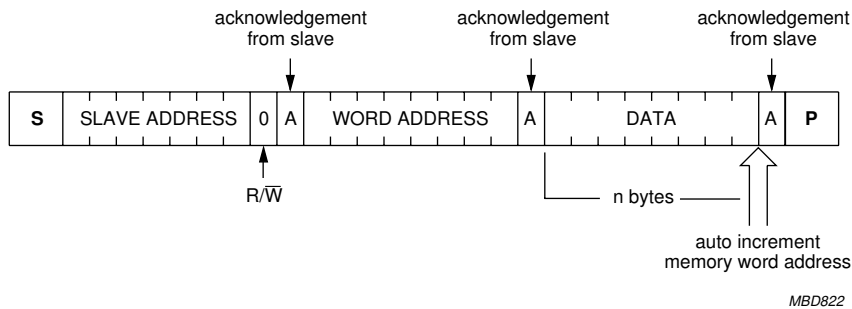 acknowledgement acknowledgement acknowledgement
from slave from slave from slave
S SLAVE ADDRESS 0 A WORD ADDRESS A DATA A P
R/W̅ n bytes
auto increment
memory word address
MBD822